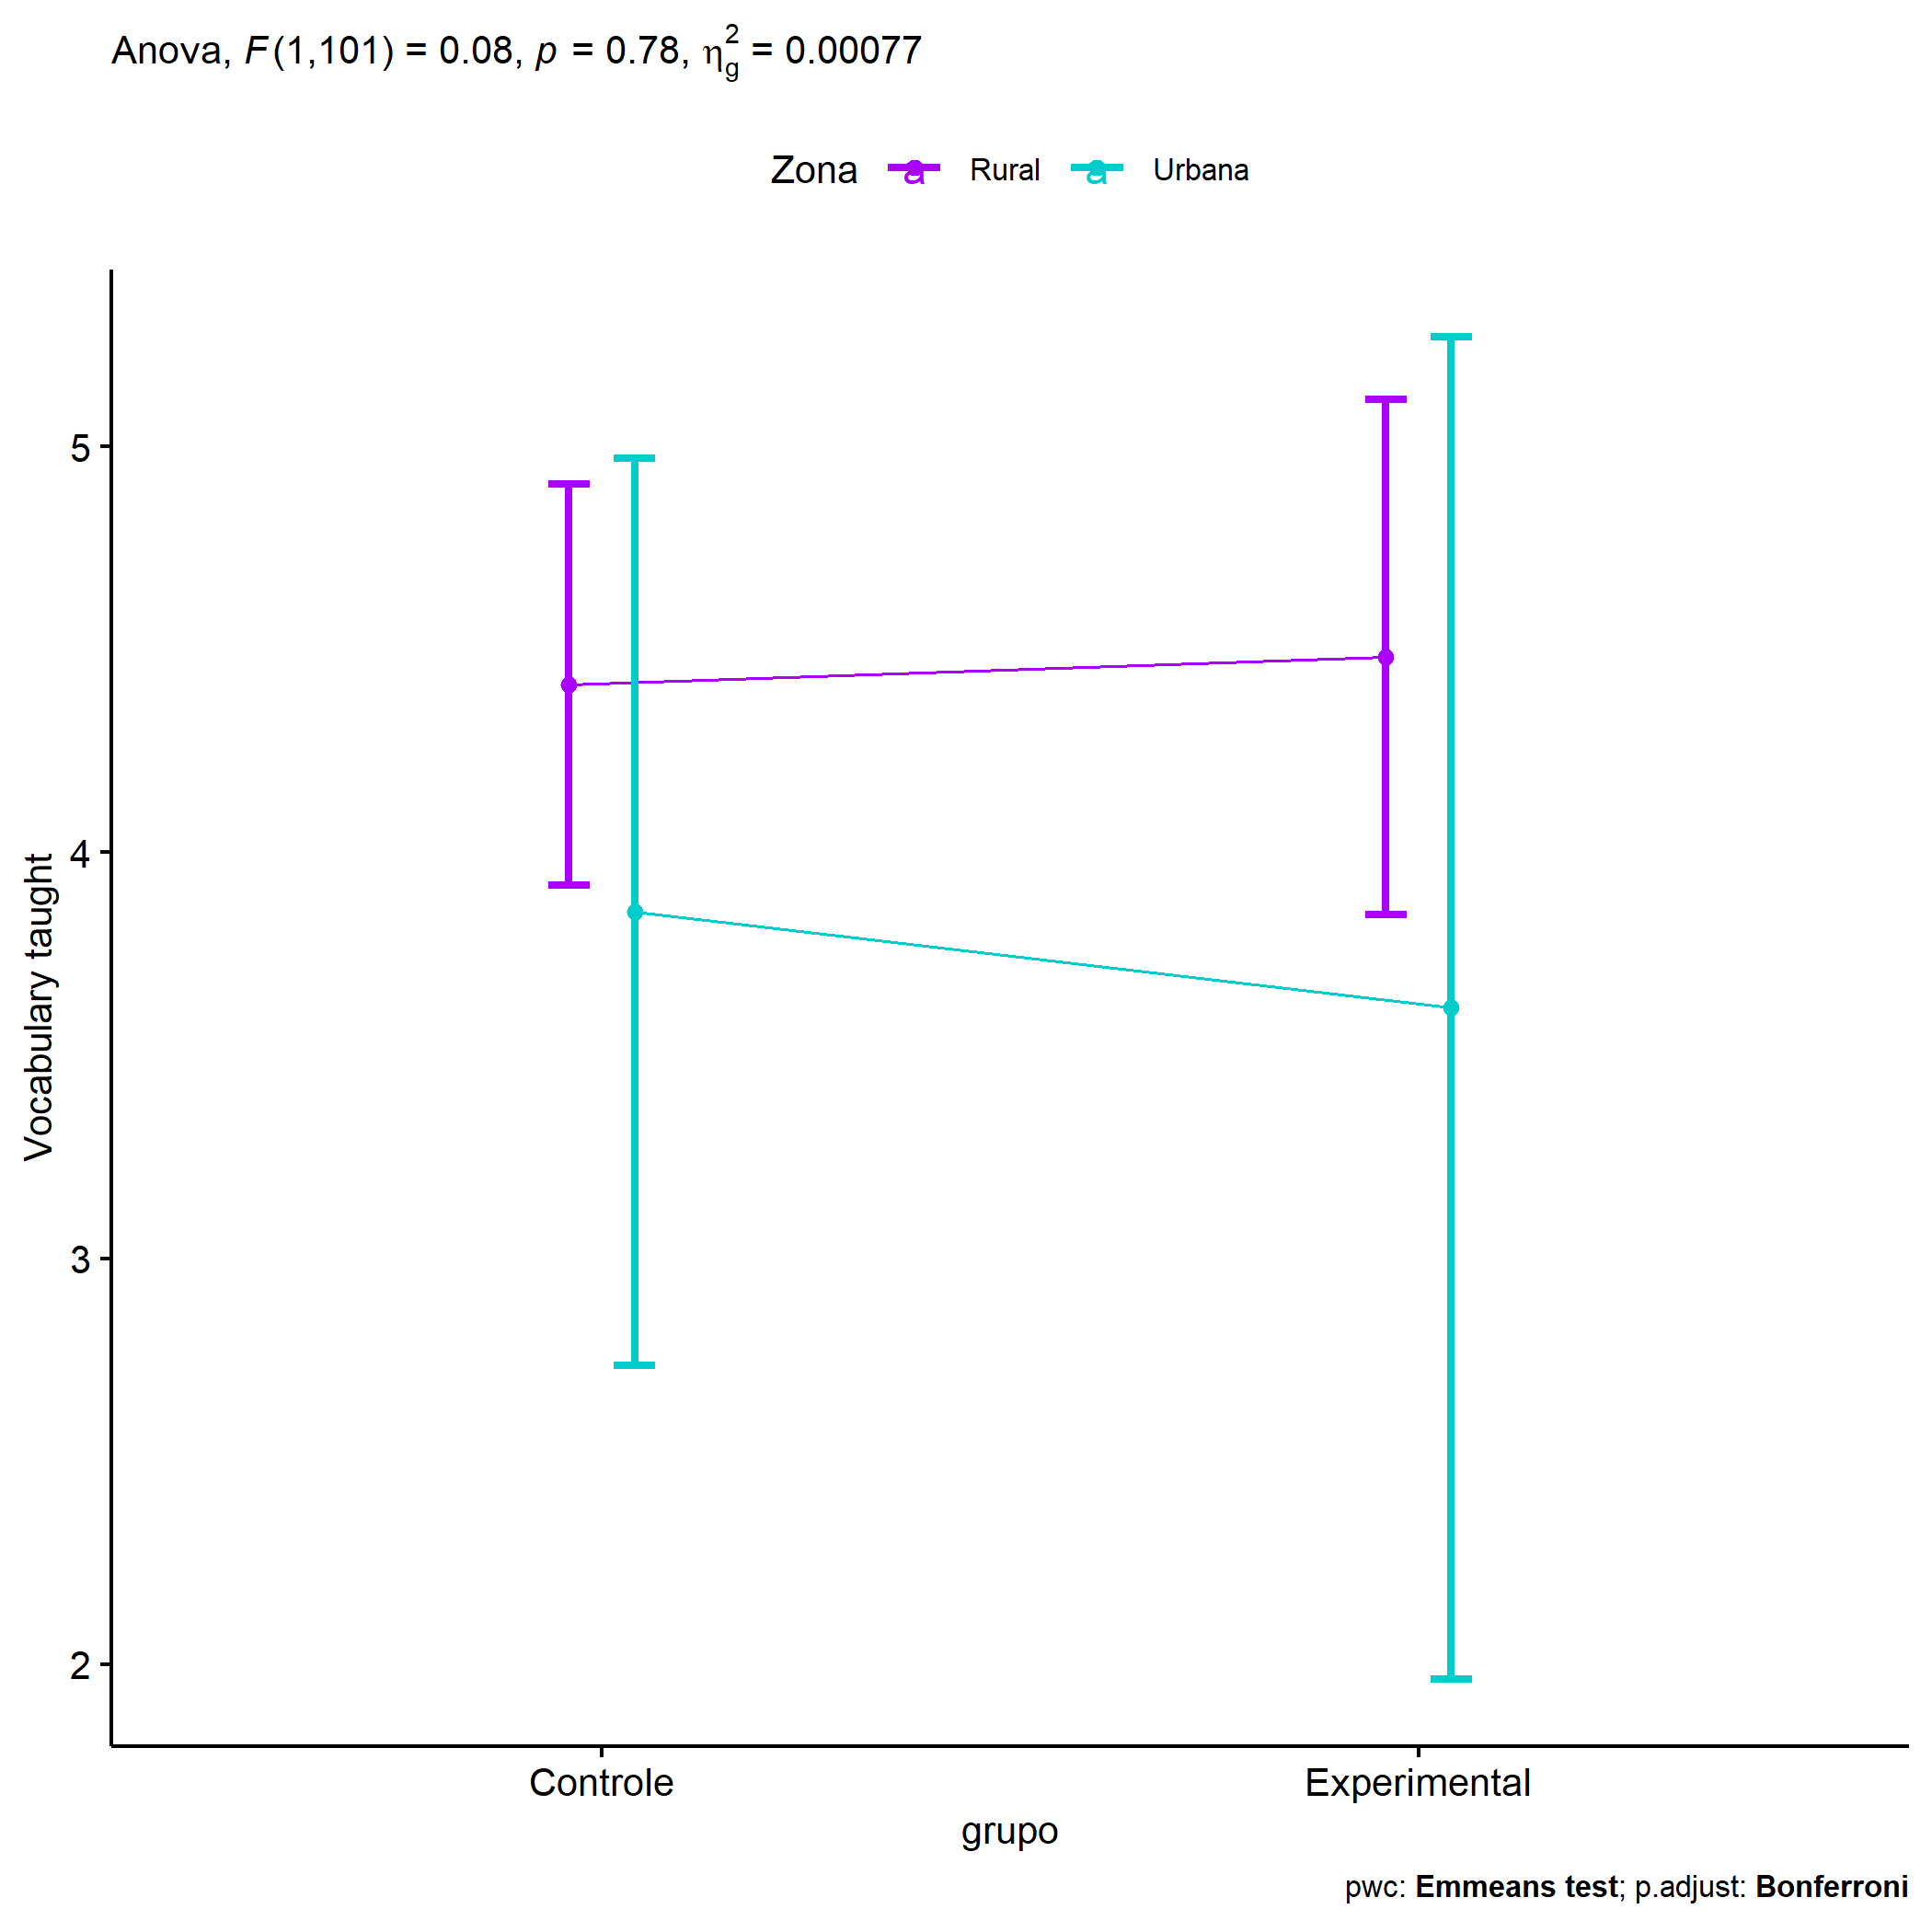 Anova, F(1,101) = 0.08, p = 0.78, η²g = 0.00077
Zona a Rural a Urbana
5
4
3
2
Vocabulary taught
Controle Experimental
grupo
pwc: Emmeans test; p.adjust: Bonferroni